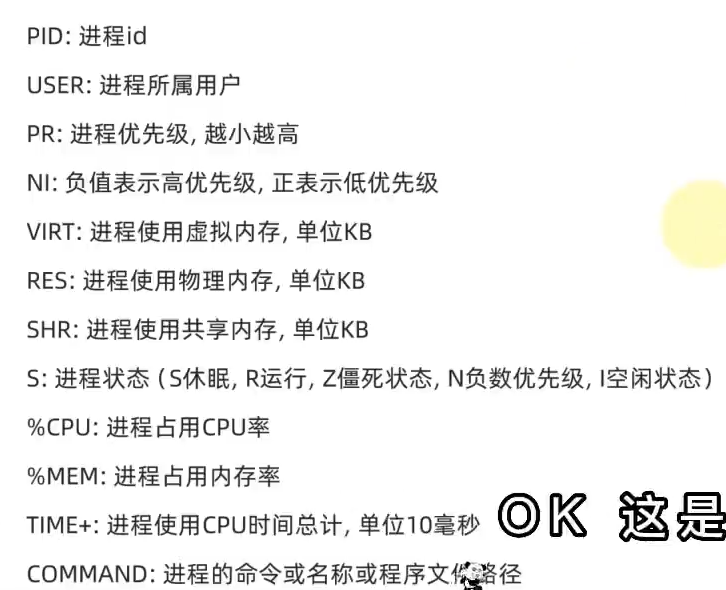 PID: 进程id
USER: 进程所属用户
PR: 进程优先级, 越小越高
NI: 负值表示高优先级, 正表示低优先级
VIRT: 进程使用虚拟内存, 单位KB
RES: 进程使用物理内存, 单位KB
SHR: 进程使用共享内存, 单位KB
S: 进程状态（S休眠, R运行, Z僵死状态, N负数优先级, I空闲状态）
%CPU: 进程占用CPU率
%MEM: 进程占用内存率
TIME+: 进程使用CPU时间总计, 单位10毫秒
OK 这是
COMMAND: 进程的命令或名称或程序文件路径